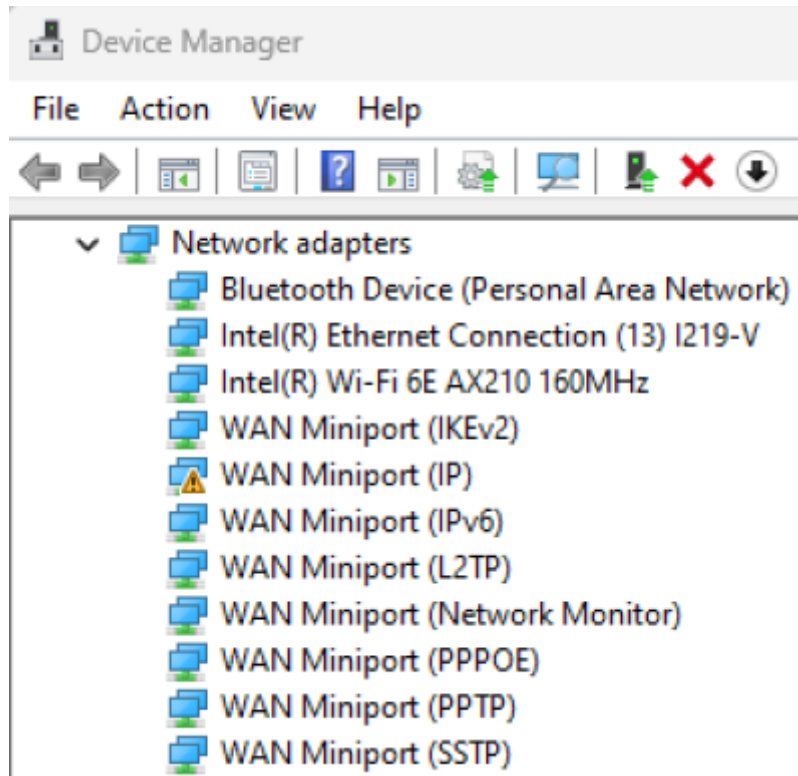 Device Manager
File Action View Help
Network adapters
Bluetooth Device (Personal Area Network)
Intel(R) Ethernet Connection (13) I219-V
Intel(R) Wi-Fi 6E AX210 160MHz
WAN Miniport (IKEv2)
WAN Miniport (IP)
WAN Miniport (IPv6)
WAN Miniport (L2TP)
WAN Miniport (Network Monitor)
WAN Miniport (PPPOE)
WAN Miniport (PPTP)
WAN Miniport (SSTP)